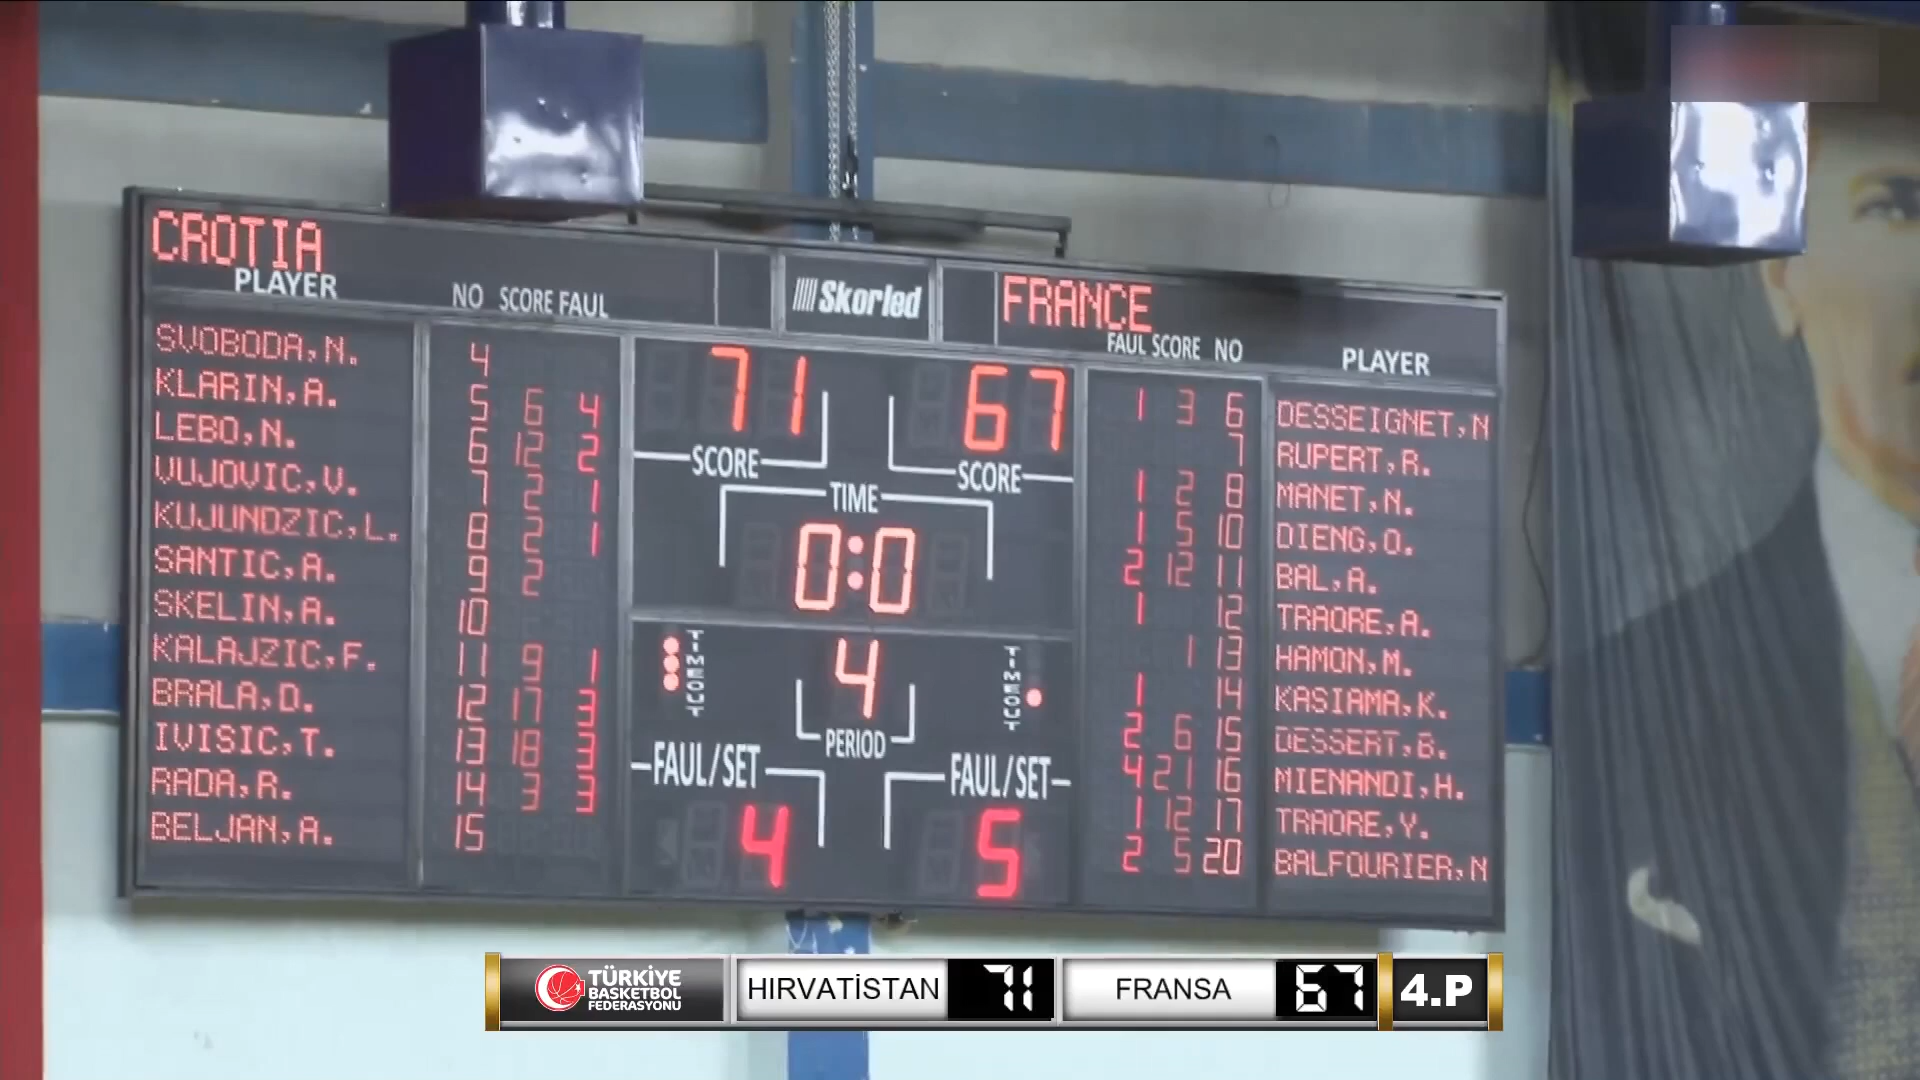 CROTIA
PLAYER NO SCORE FAUL
Skorled
FRANCE
FAUL SCORE NO PLAYER
SVOBODA,N. 4
KLARIN,A. 5 6 4
LEBO,N. 6 12 2
VUJOVIC,V. 7 2 1
KUJUNDZIC,L. 8 2 1
SANTIC,A. 9 2
SKELIN,A. 10
KALAJZIC,F. 11 9 1
BRALA,D. 12 17 3
IVISIC,T. 13 18 3
RADA,R. 14 3 3
BELJAN,A. 15
71 67
SCORE SCORE
TIME
0:0
TIMEOUT 4 TIMEOUT
PERIOD
FAUL/SET FAUL/SET
4 5
1 3 6 DESSEIGNET,N
7 RUPERT,R.
1 2 8 MANET,N.
1 5 10 DIENG,O.
2 12 11 BAL,A.
1 12 TRAORE,A.
1 13 HAMON,M.
1 14 KASIAMA,K.
2 6 15 DESSERT,B.
4 21 16 MIENANDI,H.
1 12 17 TRAORE,Y.
2 5 20 BALFOURIER,N
TÜRKİYE
BASKETBOL
FEDERASYONU
HIRVATİSTAN 71 FRANSA 67 4.P